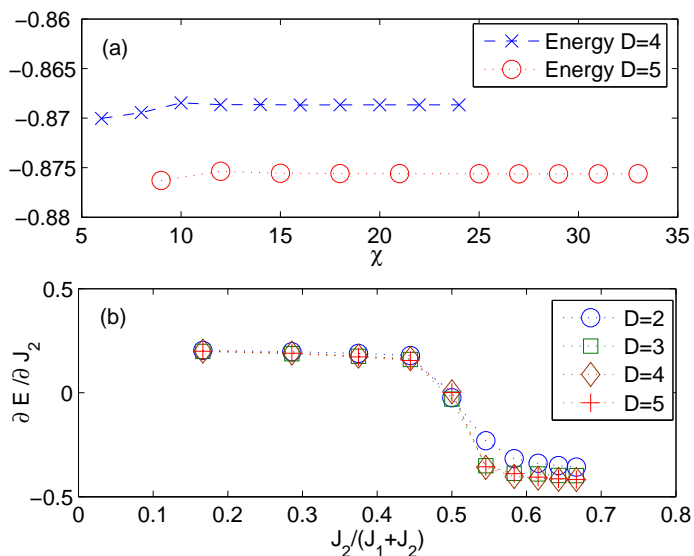 (a)
Energy D=4
Energy D=5
−0.86
−0.865
−0.87
−0.875
−0.88
5 10 15 20 25 30 35
χ
(b)
D=2
D=3
D=4
D=5
0.5
0
−0.5
∂ E / ∂ J₂
0 0.1 0.2 0.3 0.4 0.5 0.6 0.7 0.8
J₂/(J₁+J₂)